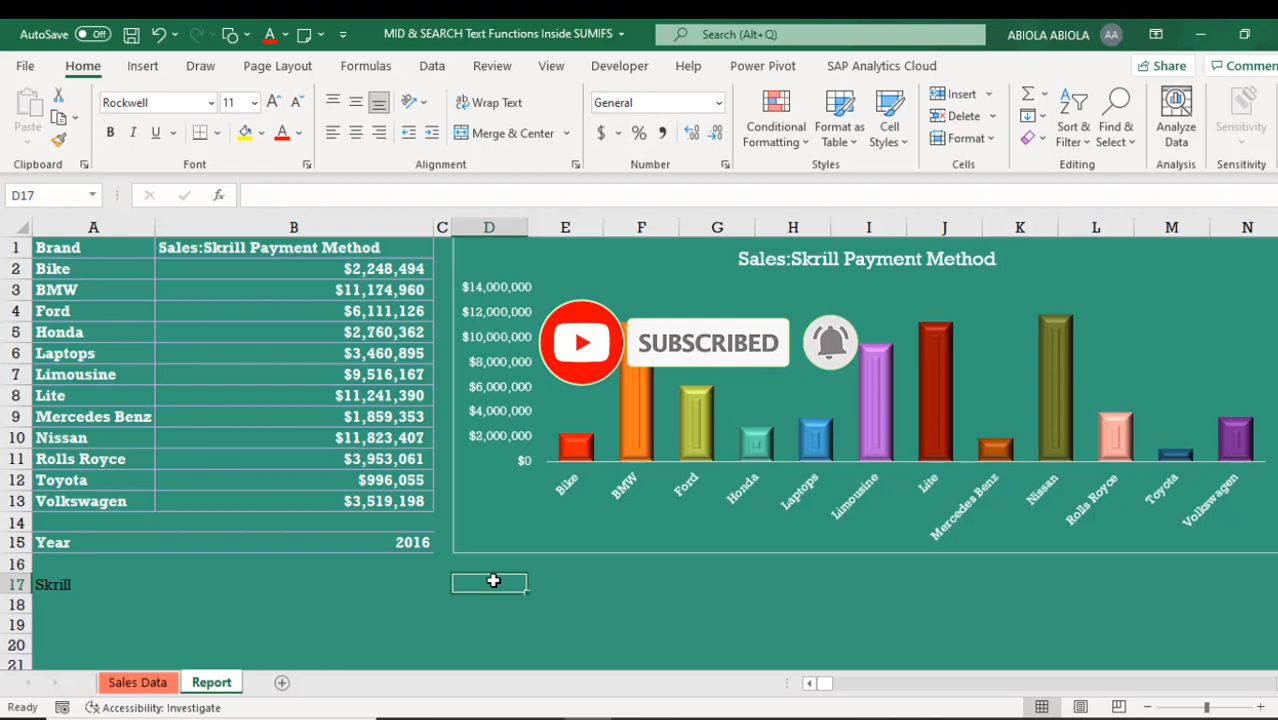 AutoSave Off MID & SEARCH Text Functions Inside SUMIFS Search (Alt+Q) ABIOLA ABIOLA AA
File Home Insert Draw Page Layout Formulas Data Review View Developer Help Power Pivot SAP Analytics Cloud Share Commen
Paste Rockwell 11 A A Wrap Text General Conditional Formatting Format as Table Cell Styles Insert Delete Format Sort & Filter Find & Select Analyze Data Sensitivity
B I U A Merge & Center $ % ,
Clipboard Font Alignment Number Styles Cells Editing Analysis Sensitivity
D17 fx
A B C D E F G H I J K L M N
1 Brand Sales:Skrill Payment Method
2 Bike $2,248,494
3 BMW $11,174,960
4 Ford $6,111,126
5 Honda $2,760,362
6 Laptops $3,460,895
7 Limousine $9,516,167
8 Lite $11,241,390
9 Mercedes Benz $1,859,353
10 Nissan $11,823,407
11 Rolls Royce $3,953,061
12 Toyota $996,055
13 Volkswagen $3,519,198
14
15 Year 2016
16
17 Skrill
18
19
20
21
Sales:Skrill Payment Method
$14,000,000
$12,000,000
$10,000,000
$8,000,000
$6,000,000
$4,000,000
$2,000,000
$0
Bike BMW Ford Honda Laptops Limousine Lite Mercedes Benz Nissan Rolls Royce Toyota Volkswagen
SUBSCRIBED
Sales Data Report
Ready Accessibility: Investigate